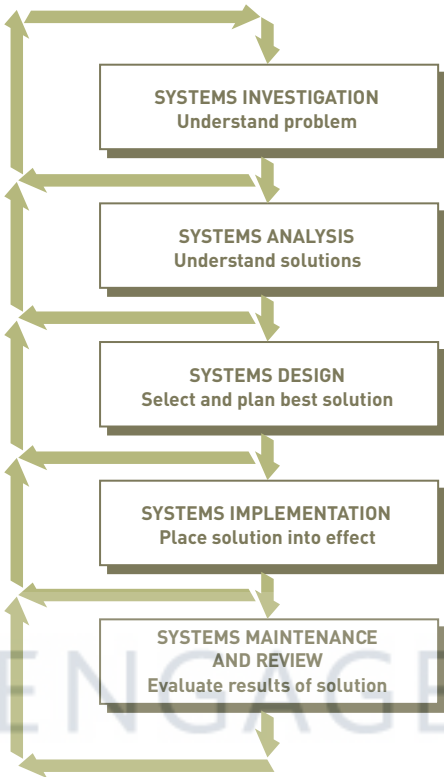 SYSTEMS INVESTIGATION
Understand problem
SYSTEMS ANALYSIS
Understand solutions
SYSTEMS DESIGN
Select and plan best solution
SYSTEMS IMPLEMENTATION
Place solution into effect
SYSTEMS MAINTENANCE
AND REVIEW
Evaluate results of solution
ENGAGE